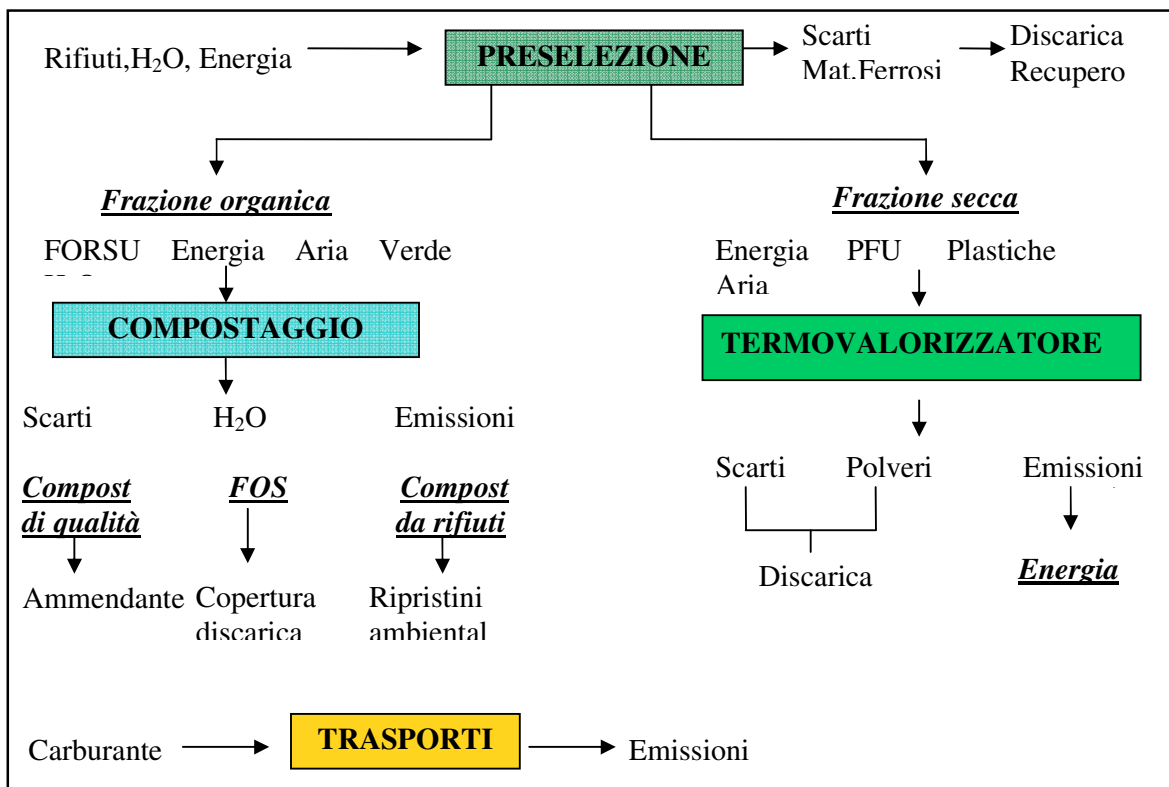 Rifiuti,H₂O, Energia
PRESELEZIONE
Scarti
Mat.Ferrosi
Discarica
Recupero
Frazione organica
FORSU Energia Aria Verde
COMPOSTAGGIO
Scarti H₂O Emissioni
Compost
di qualità
FOS
Compost
da rifiuti
Ammendante
Copertura
discarica
Ripristini
ambiental
Frazione secca
Energia PFU Plastiche
Aria
TERMOVALORIZZATORE
Scarti Polveri Emissioni
Discarica
Energia
Carburante
TRASPORTI
Emissioni